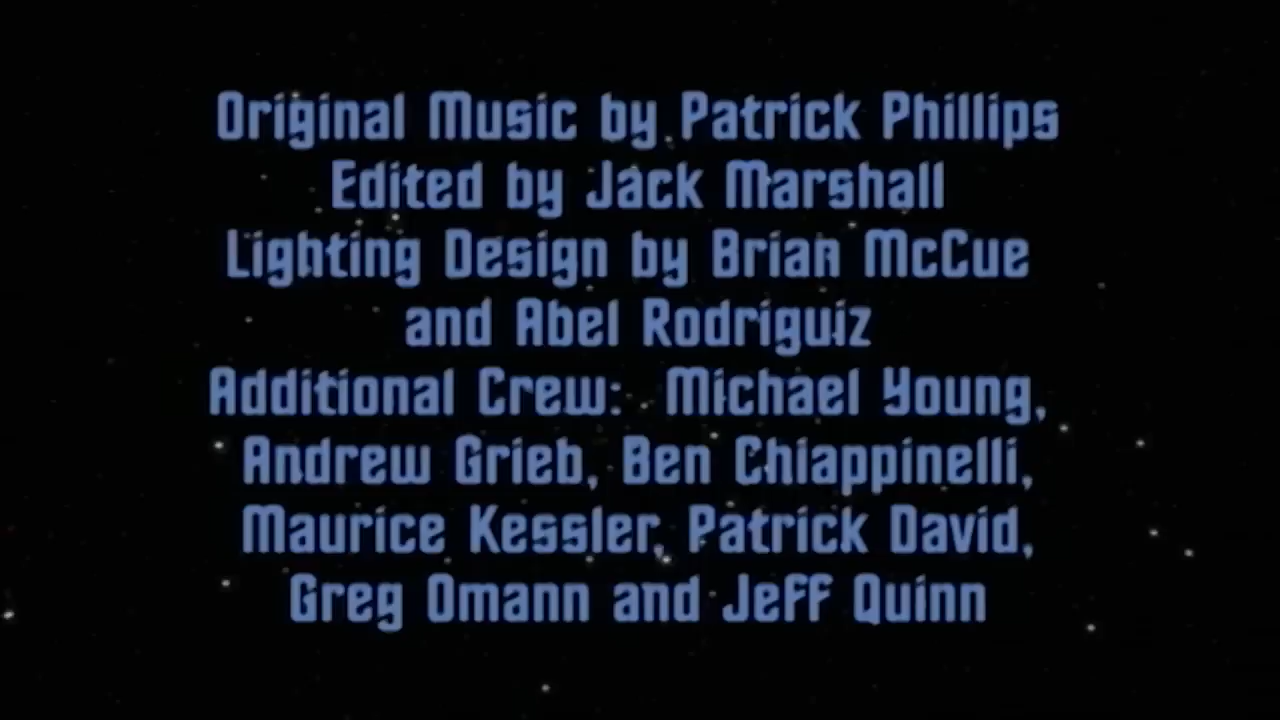 Original Music by Patrick Phillips
Edited by Jack Marshall
Lighting Design by Brian McCue
and Abel Rodriguiz
Additional Crew: Michael Young,
Andrew Grieb, Ben Chiappinelli,
Maurice Kessler, Patrick David,
Greg Omann and Jeff Quinn